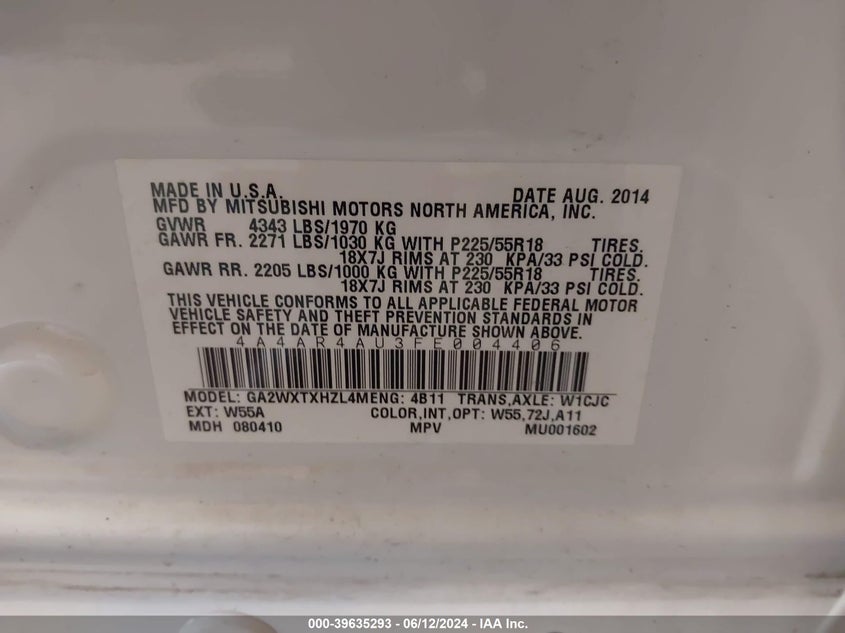 MADE IN U.S.A. DATE AUG. 2014
MFD BY MITSUBISHI MOTORS NORTH AMERICA, INC.
GVWR 4343 LBS/1970 KG
GAWR FR. 2271 LBS/1030 KG WITH P225/55R18 TIRES.
18X7J RIMS AT 230 KPA/33 PSI COLD.
GAWR RR. 2205 LBS/1000 KG WITH P225/55R18 TIRES.
18X7J RIMS AT 230 KPA/33 PSI COLD.
THIS VEHICLE CONFORMS TO ALL APPLICABLE FEDERAL MOTOR
VEHICLE SAFETY AND THEFT PREVENTION STANDARDS IN
EFFECT ON THE DATE OF MANUFACTURE SHOWN ABOVE.
4A4AR4AU3FE004406
MODEL: GA2WXTXHZL4MENG: 4B11 TRANS,AXLE: W1CJC
EXT: W55A COLOR,INT,OPT: W55,72J,A11
MDH 080410 MPV MU001602
000-39635293 - 06/12/2024 - IAA Inc.